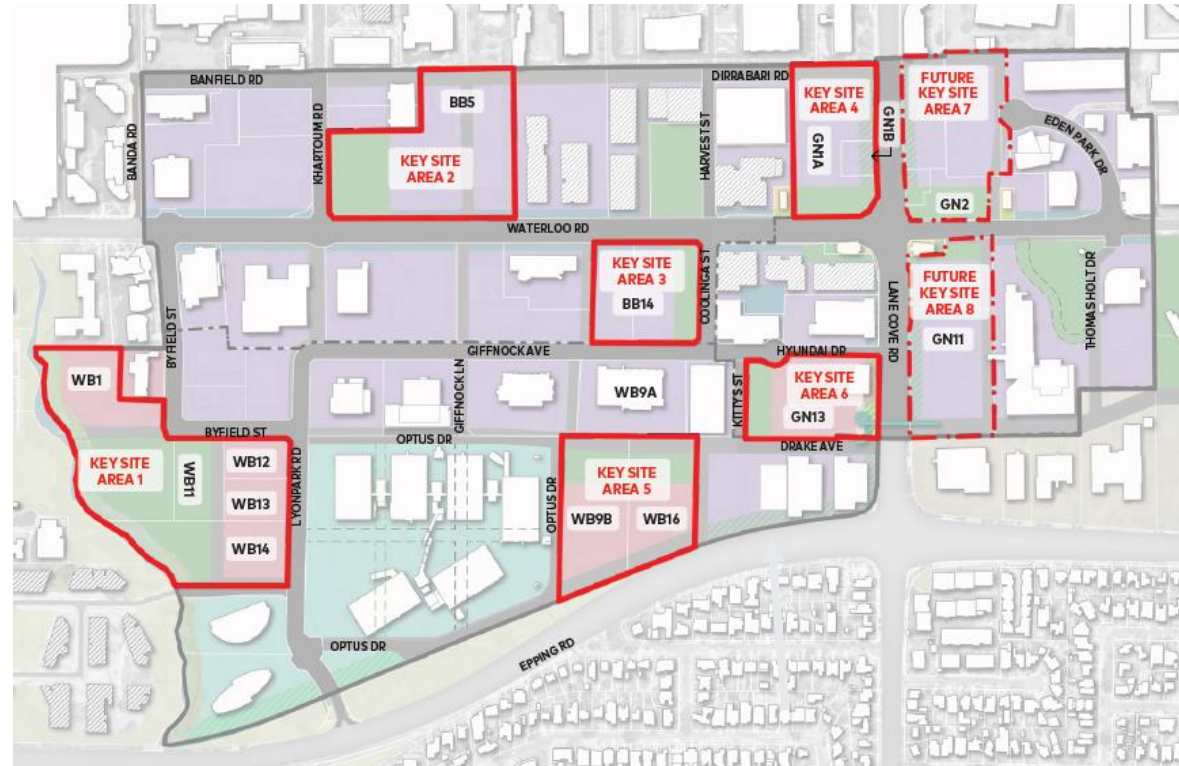 BANFIELD RD
DIRRABARI RD
BANDA RD
KHARTOUM RD
BB5
KEY SITE
AREA 2
HARVEST ST
KEY SITE
AREA 4
GN1A
GN1B
FUTURE
KEY SITE
AREA 7
GN2
EDEN PARK DR
WATERLOO RD
KEY SITE
AREA 3
BB14
COOLINGA ST
LANE COVE RD
FUTURE
KEY SITE
AREA 8
GN11
THOMAS HOLT DR
BYFIELD ST
GIFFNOCK AVE
HYUNDAI DR
WB1
GIFFNOCK LN
WB9A
KITTY ST
KEY SITE
AREA 6
GN13
BYFIELD ST
OPTUS DR
DRAKE AVE
KEY SITE
AREA 1
WB11
WB12
WB13
WB14
LYONPARK RD
OPTUS DR
KEY SITE
AREA 5
WB9B
WB16
OPTUS DR
EPPING RD